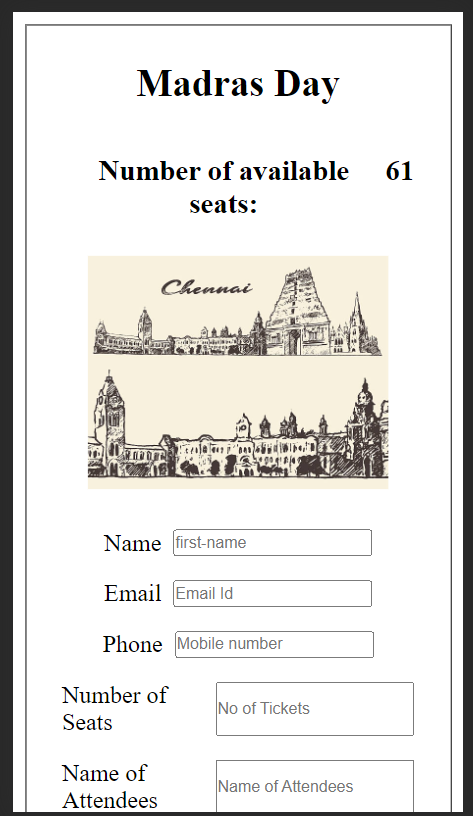 Madras Day
Number of available 61
seats:
Chennai
Name first-name
Email Email Id
Phone Mobile number
Number of
Seats
No of Tickets
Name of
Attendees
Name of Attendees